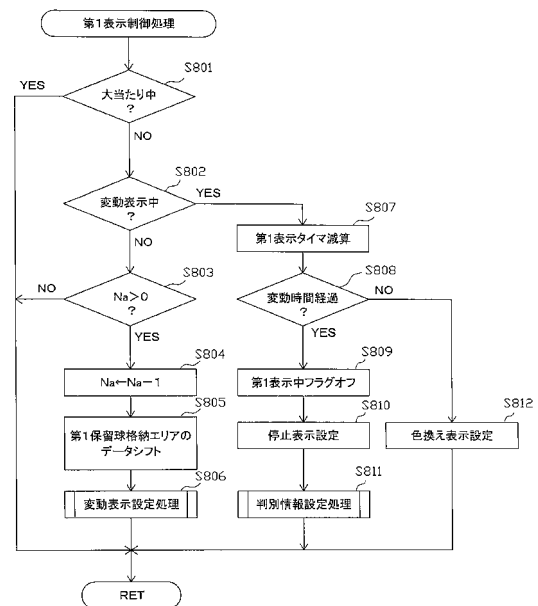 第1表示制御処理
S801
YES
大当たり中
?
NO
S802
変動表示中
?
YES
NO
S807
第1表示タイマ減算
S803
NO
Na>0
?
YES
S808
変動時間経過
?
NO
YES
S804
Na←Na-1
S809
第1表示中フラグオフ
S805
第1保留球格納エリアの
データシフト
S810
停止表示設定
S812
色換え表示設定
S806
変動表示設定処理
S811
判別情報設定処理
RET